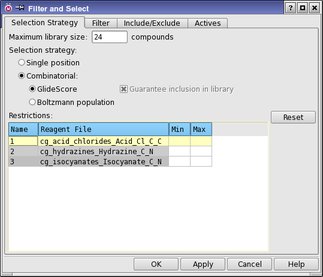 Filter and Select
Selection Strategy Filter Include/Exclude Actives
Maximum library size: 24 compounds
Selection strategy:
Single position
Combinatorial:
GlideScore Guarantee inclusion in library
Boltzmann population
Restrictions:
Reset
Name Reagent File Min Max
1 cg_acid_chlorides_Acid_Cl_C_C
2 cg_hydrazines_Hydrazine_C_N
3 cg_isocyanates_Isocyanate_C_N
OK Apply Cancel Help